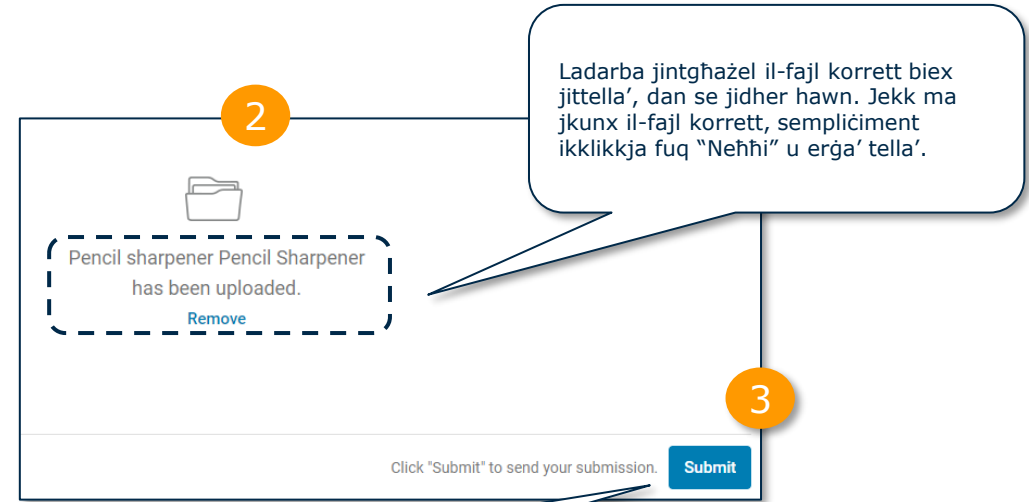 Ladarba jintgħażel il-fajl korrett biex
jittella’, dan se jidher hawn. Jekk ma
jkunx il-fajl korrett, sempliċiment
ikklikkja fuq “Neħħi” u erġa’ tella’.
2
Pencil sharpener Pencil Sharpener
has been uploaded.
Remove
3
Click "Submit" to send your submission.
Submit